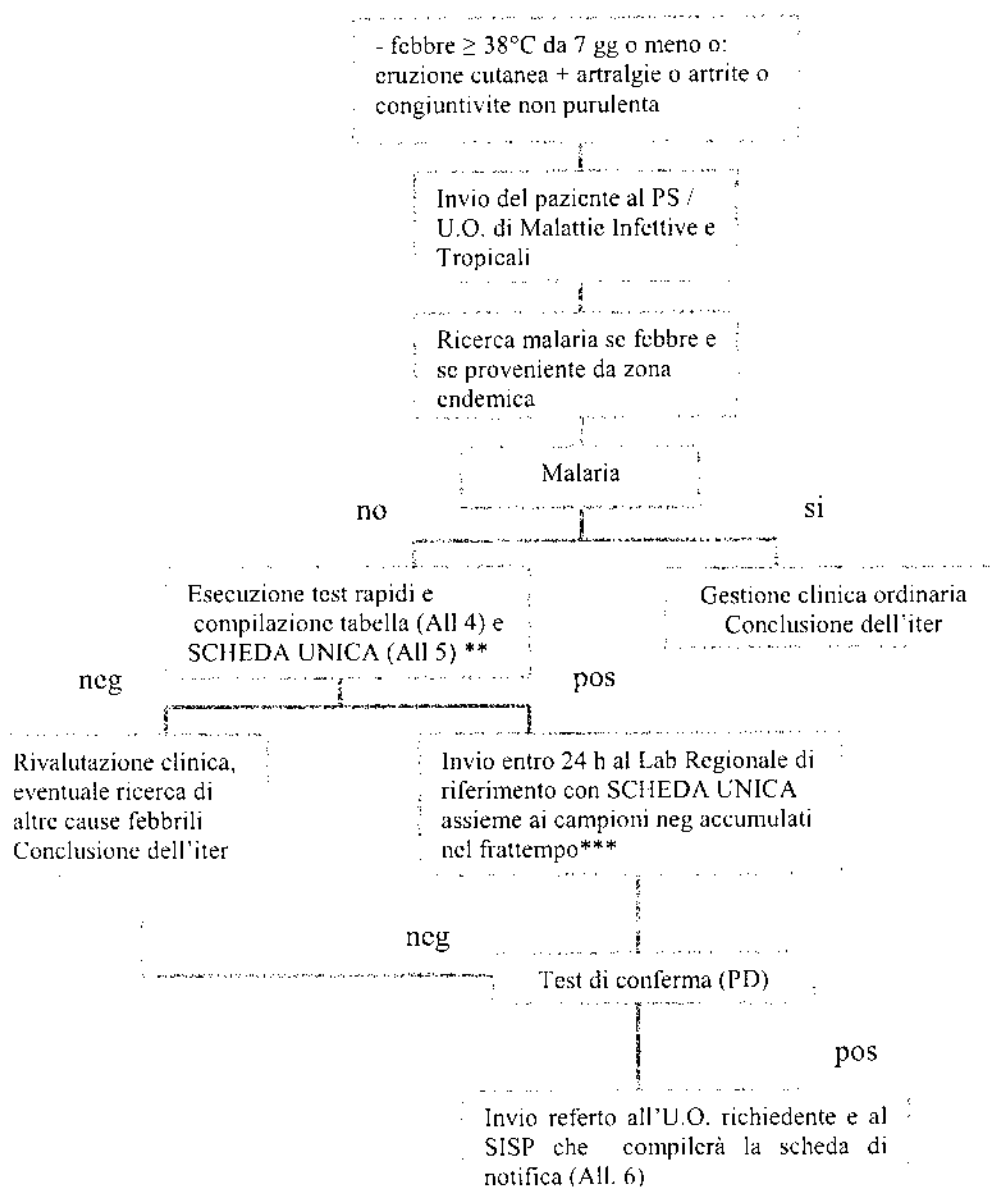 - febbre ≥ 38°C da 7 gg o meno o:
eruzione cutanea + artralgie o artrite o
congiuntivite non purulenta
Invio del paziente al PS /
U.O. di Malattie Infettive e
Tropicali
Ricerca malaria se febbre e
se proveniente da zona
endemica
Malaria
no
si
Esecuzione test rapidi e
compilazione tabella (All 4) e
SCHEDA UNICA (All 5) **
Gestione clinica ordinaria
Conclusione dell'iter
neg
pos
Rivalutazione clinica,
eventuale ricerca di
altre cause febbrili
Conclusione dell'iter
Invio entro 24 h al Lab Regionale di
riferimento con SCHEDA UNICA
assieme ai campioni neg accumulati
nel frattempo***
neg
Test di conferma (PD)
pos
Invio referto all'U.O. richiedente e al
SISP che compilerà la scheda di
notifica (All. 6)